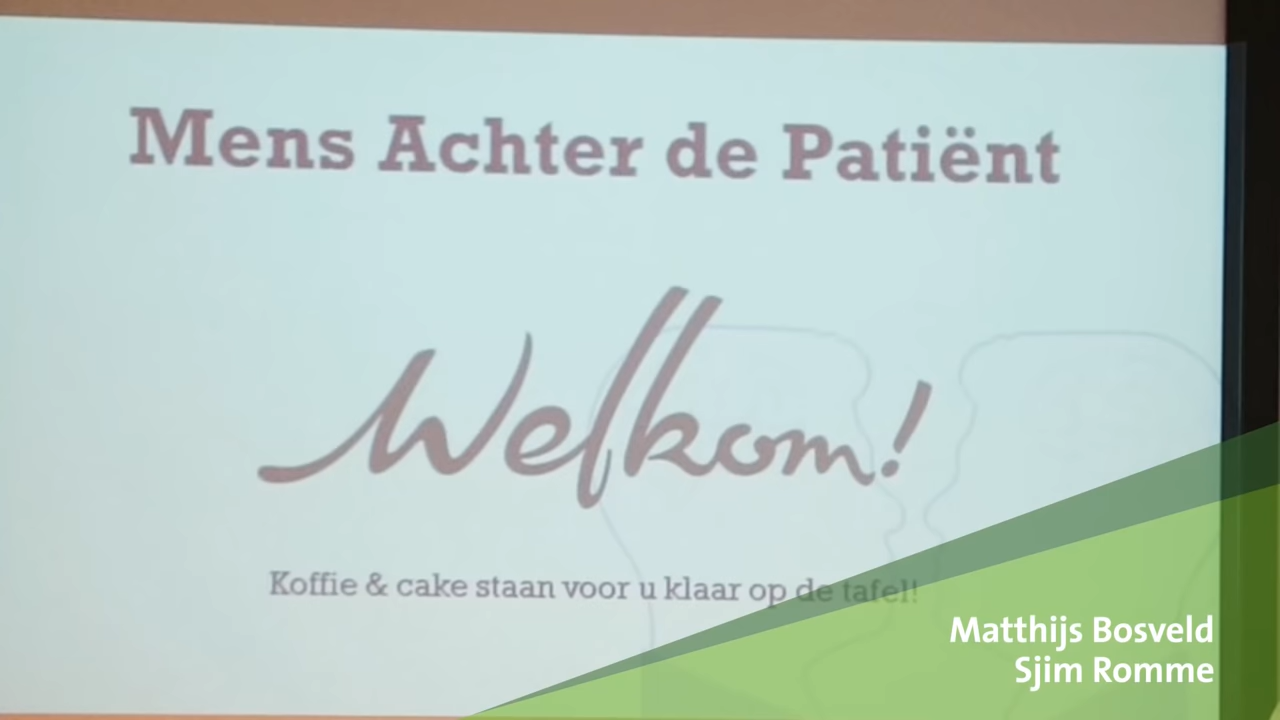 Mens Achter de Patiënt
Welkom!
Koffie & cake staan voor u klaar op de tafel!
Matthijs Bosveld
Sjim Romme